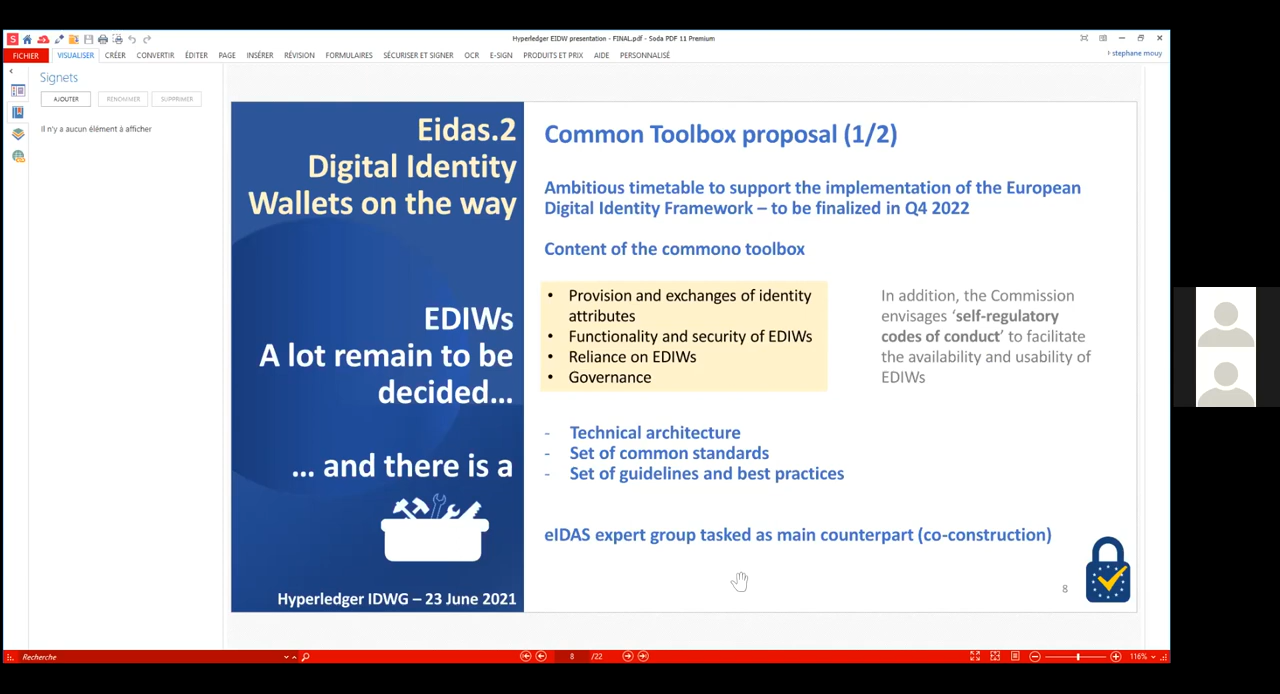 Hyperledger EIDW presentation - FINAL.pdf - Soda PDF 11 Premium
FICHIER VISUALISER CRÉER CONVERTIR ÉDITER PAGE INSÉRER RÉVISION FORMULAIRES SÉCURISER ET SIGNER OCR E-SIGN PRODUITS ET PRIX AIDE PERSONNALISÉ
stephane mouy
Signets
AJOUTER RENOMMER SUPPRIMER
Il n'y a aucun élément à afficher
Eidas.2
Digital Identity
Wallets on the way
EDIWs
A lot remain to be
decided...
... and there is a
Hyperledger IDWG – 23 June 2021
Common Toolbox proposal (1/2)
Ambitious timetable to support the implementation of the European
Digital Identity Framework – to be finalized in Q4 2022
Content of the commono toolbox
• Provision and exchanges of identity
attributes
• Functionality and security of EDIWs
• Reliance on EDIWs
• Governance
In addition, the Commission
envisages ‘self-regulatory
codes of conduct’ to facilitate
the availability and usability of
EDIWs
- Technical architecture
- Set of common standards
- Set of guidelines and best practices
eIDAS expert group tasked as main counterpart (co-construction)
8
Recherche
8 /22
116%